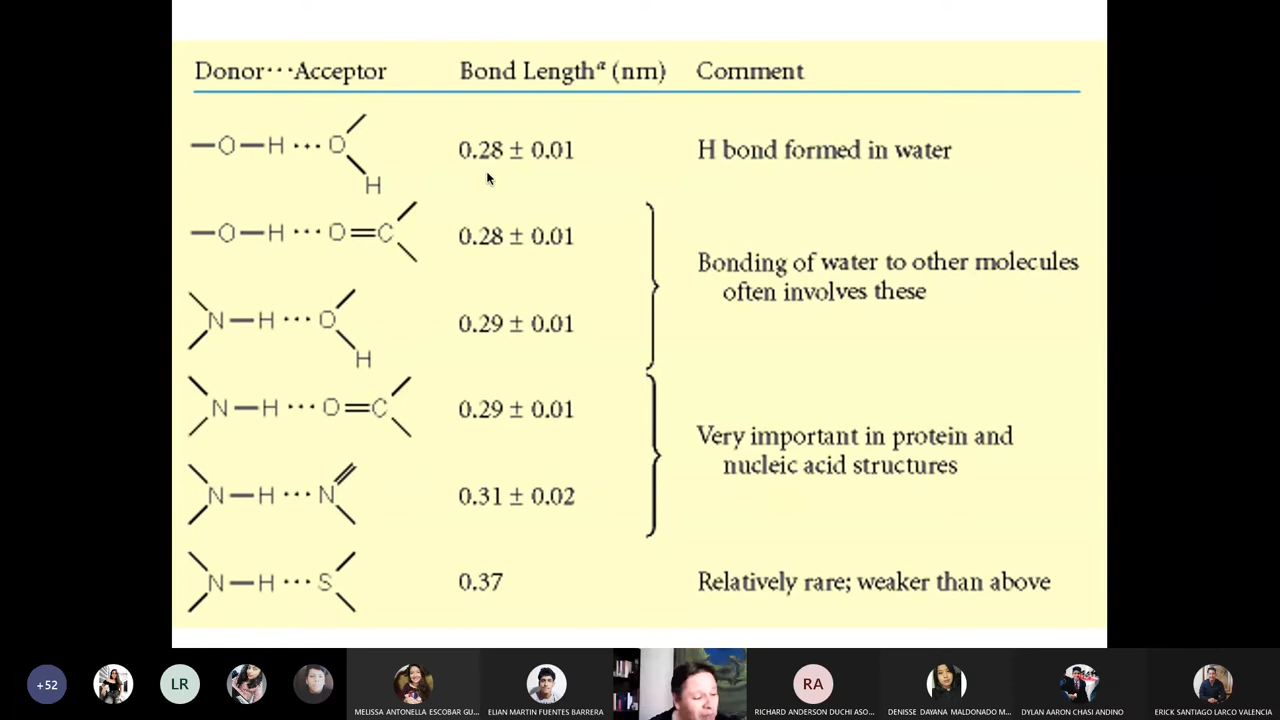 Donor···Acceptor Bond Lengthᵃ (nm) Comment
—O—H···O H 0.28 ± 0.01 H bond formed in water
—O—H···O=C 0.28 ± 0.01
Bonding of water to other molecules
often involves these
N—H···O H 0.29 ± 0.01
N—H···O=C 0.29 ± 0.01
Very important in protein and
nucleic acid structures
N—H···N 0.31 ± 0.02
N—H···S 0.37 Relatively rare; weaker than above
+52 LR RA
MELISSA ANTONELLA ESCOBAR GU... ELIAN MARTIN FUENTES BARRERA RICHARD ANDERSON DUCHI ASO... DENISSE DAYANA MALDONADO M... DYLAN AARON CHASI ANDINO ERICK SANTIAGO LARCO VALENCIA